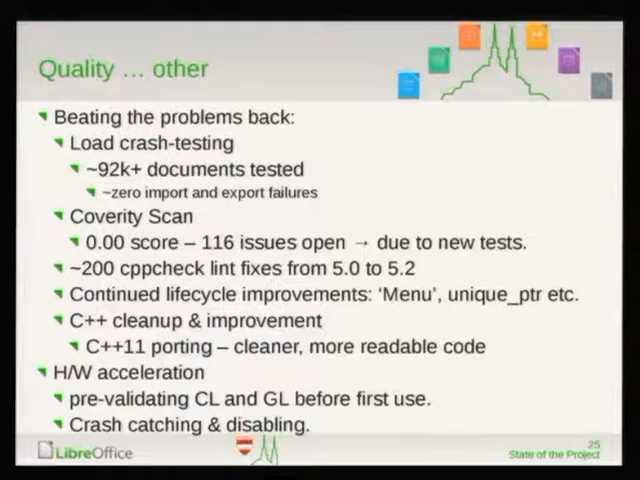 Quality … other
Beating the problems back:
Load crash-testing
~92k+ documents tested
~zero import and export failures
Coverity Scan
0.00 score – 116 issues open → due to new tests.
~200 cppcheck lint fixes from 5.0 to 5.2
Continued lifecycle improvements: ‘Menu’, unique_ptr etc.
C++ cleanup & improvement
C++11 porting – cleaner, more readable code
H/W acceleration
pre-validating CL and GL before first use.
Crash catching & disabling.
LibreOffice
25
State of the Project